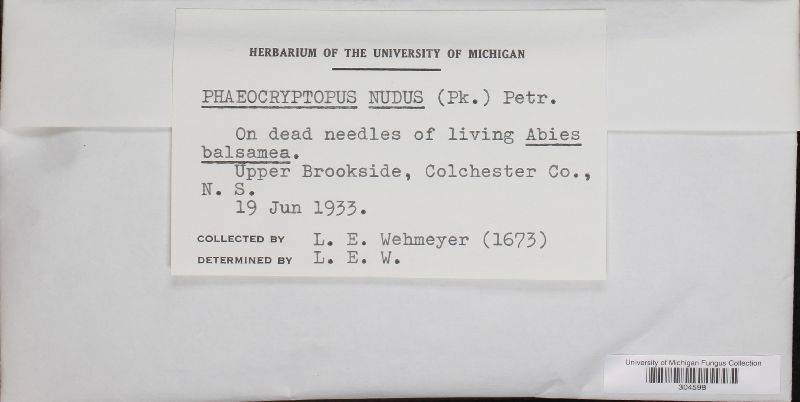 HERBARIUM OF THE UNIVERSITY OF MICHIGAN
PHAEOCRYPTOPUS NUDUS (Pk.) Petr.
On dead needles of living Abies
balsamea.
Upper Brookside, Colchester Co.,
N. S.
19 Jun 1933.
COLLECTED BY L. E. Wehmeyer (1673)
DETERMINED BY L. E. W.
University of Michigan Fungus Collection
304598